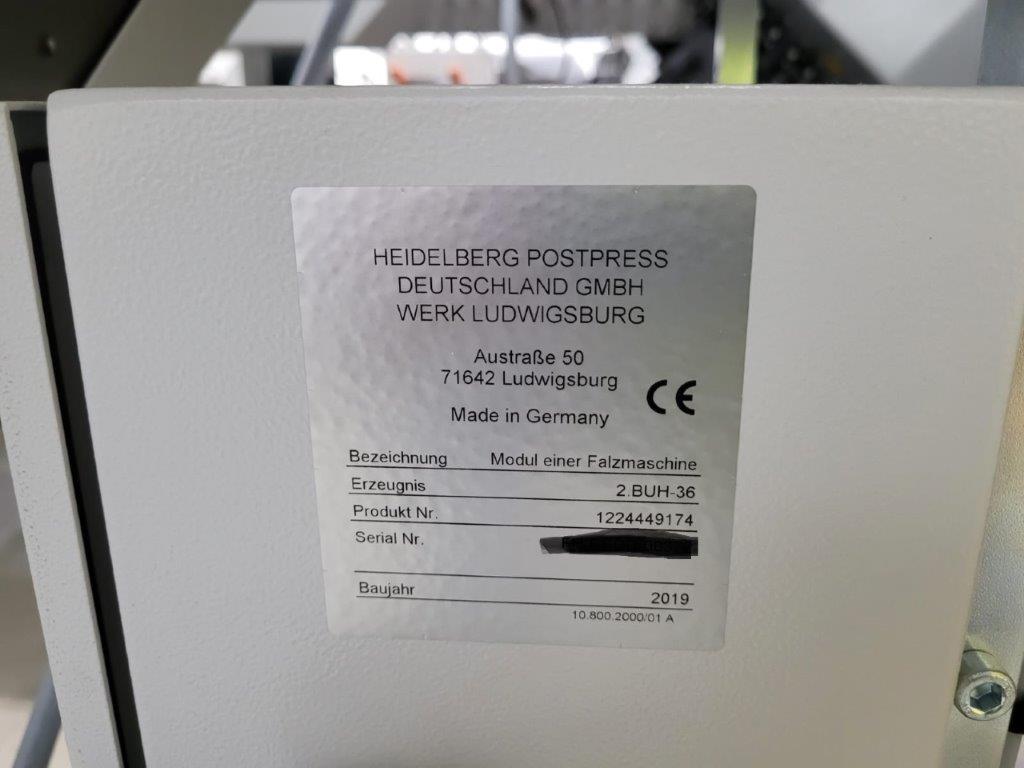 HEIDELBERG POSTPRESS
DEUTSCHLAND GMBH
WERK LUDWIGSBURG
Austraße 50
71642 Ludwigsburg
CE
Made in Germany
Bezeichnung Modul einer Falzmaschine
Erzeugnis 2.BUH-36
Produkt Nr. 1224449174
Serial Nr.
Baujahr 2019
10.800.2000/01 A